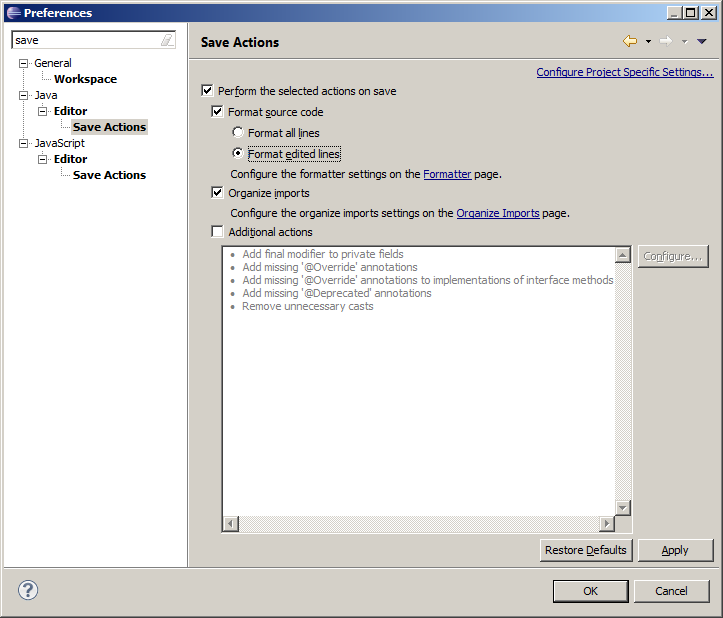 Preferences
save
General
Workspace
Java
Editor
Save Actions
JavaScript
Editor
Save Actions
Save Actions
Configure Project Specific Settings...
Perform the selected actions on save
Format source code
Format all lines
Format edited lines
Configure the formatter settings on the Formatter page.
Organize imports
Configure the organize imports settings on the Organize Imports page.
Additional actions
• Add final modifier to private fields
• Add missing '@Override' annotations
• Add missing '@Override' annotations to implementations of interface methods
• Add missing '@Deprecated' annotations
• Remove unnecessary casts
Configure...
Restore Defaults Apply
? OK Cancel